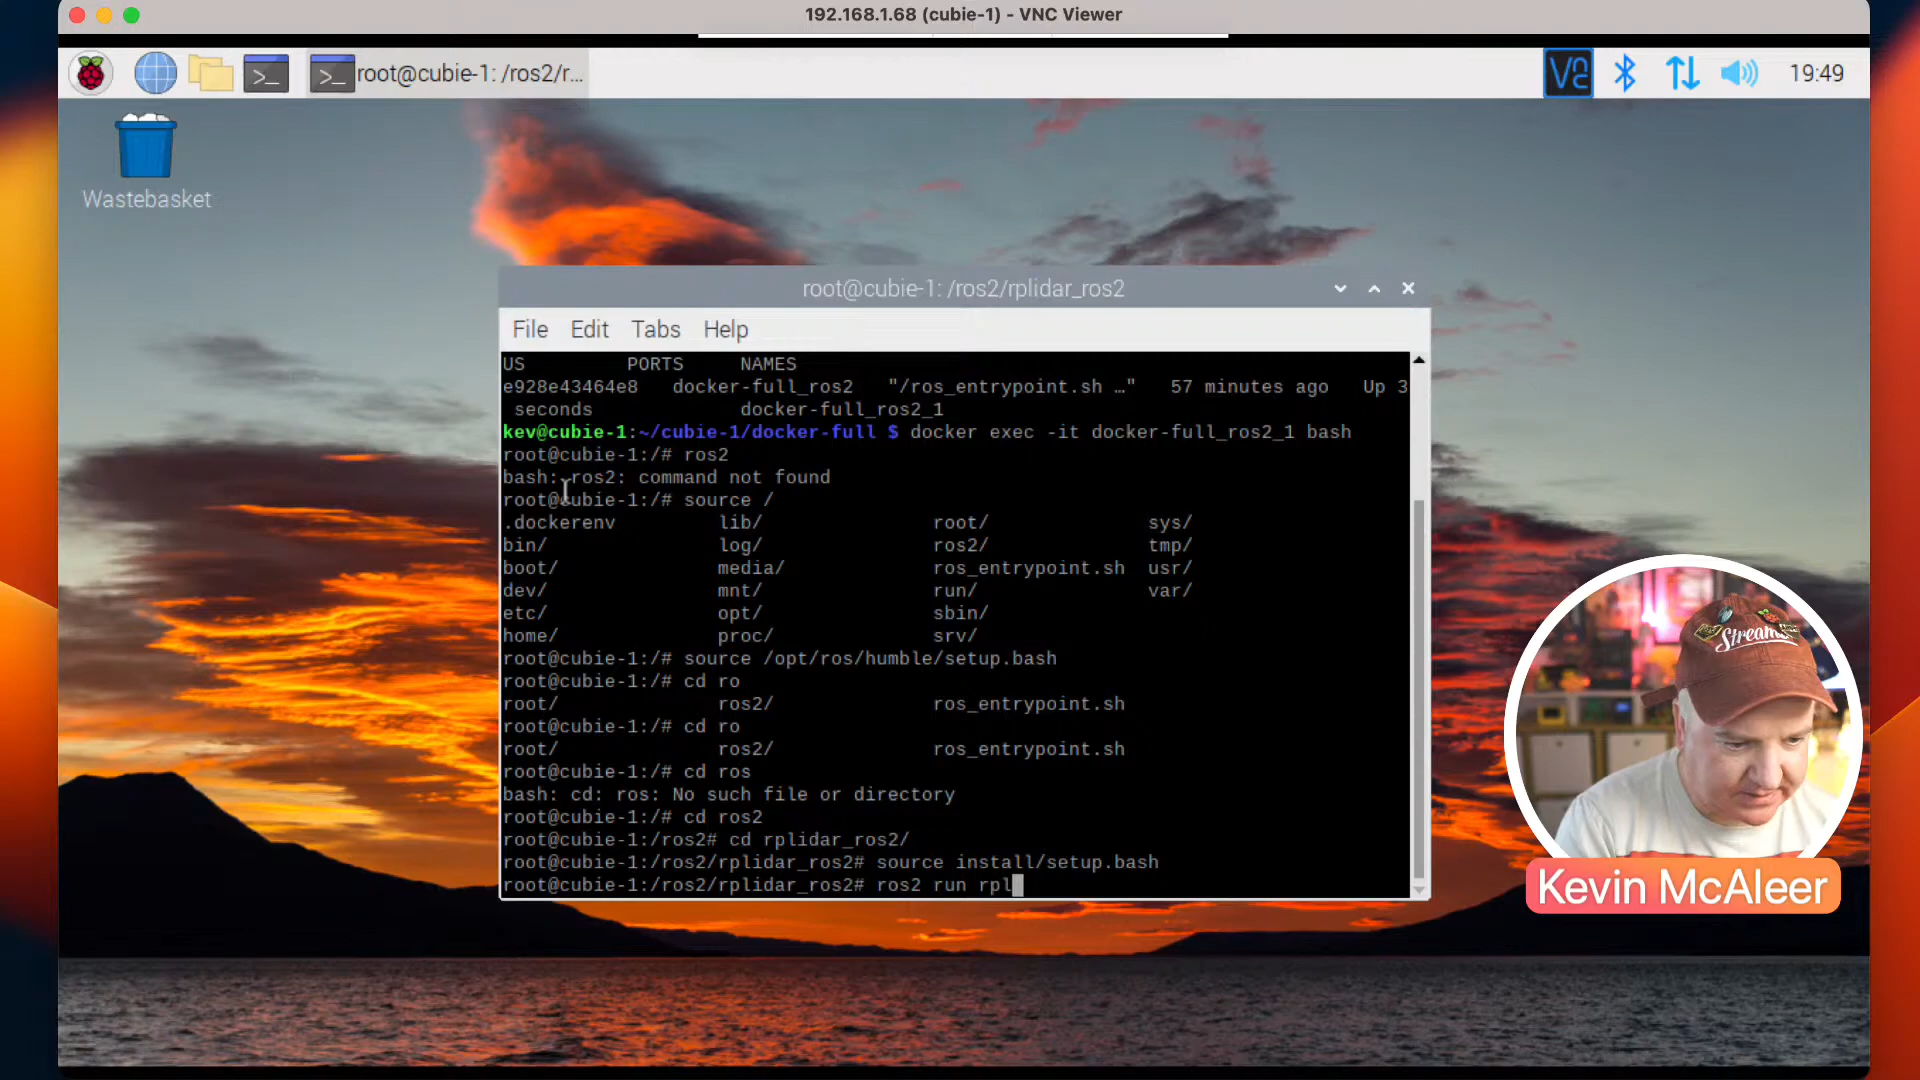 192.168.1.68 (cubie-1) - VNC Viewer
root@cubie-1: /ros2/r...
19:49
Wastebasket
root@cubie-1: /ros2/rplidar_ros2
File Edit Tabs Help
US PORTS NAMES
e928e43464e8 docker-full_ros2 "/ros_entrypoint.sh …" 57 minutes ago Up 3
seconds docker-full_ros2_1
kev@cubie-1:~/cubie-1/docker-full $ docker exec -it docker-full_ros2_1 bash
root@cubie-1:/# ros2
bash: ros2: command not found
root@cubie-1:/# source /
.dockerenv lib/ root/ sys/
bin/ log/ ros2/ tmp/
boot/ media/ ros_entrypoint.sh usr/
dev/ mnt/ run/ var/
etc/ opt/ sbin/
home/ proc/ srv/
root@cubie-1:/# source /opt/ros/humble/setup.bash
root@cubie-1:/# cd ro
root/ ros2/ ros_entrypoint.sh
root@cubie-1:/# cd ro
root/ ros2/ ros_entrypoint.sh
root@cubie-1:/# cd ros
bash: cd: ros: No such file or directory
root@cubie-1:/# cd ros2
root@cubie-1:/ros2# cd rplidar_ros2/
root@cubie-1:/ros2/rplidar_ros2# source install/setup.bash
root@cubie-1:/ros2/rplidar_ros2# ros2 run rpl
Kevin McAleer